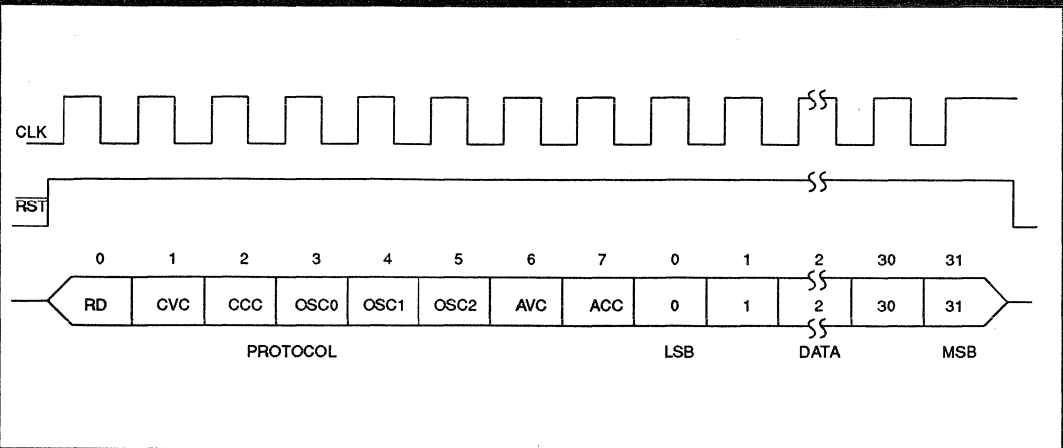 CLK
RST
0 1 2 3 4 5 6 7 0 1 2 30 31
RD CVC CCC OSC0 OSC1 OSC2 AVC ACC 0 1 2 30 31
PROTOCOL LSB DATA MSB